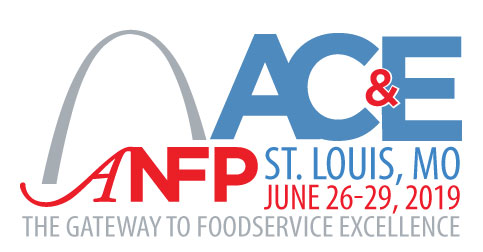 AC&E
ANFP
ST. LOUIS, MO
JUNE 26-29, 2019
THE GATEWAY TO FOODSERVICE EXCELLENCE